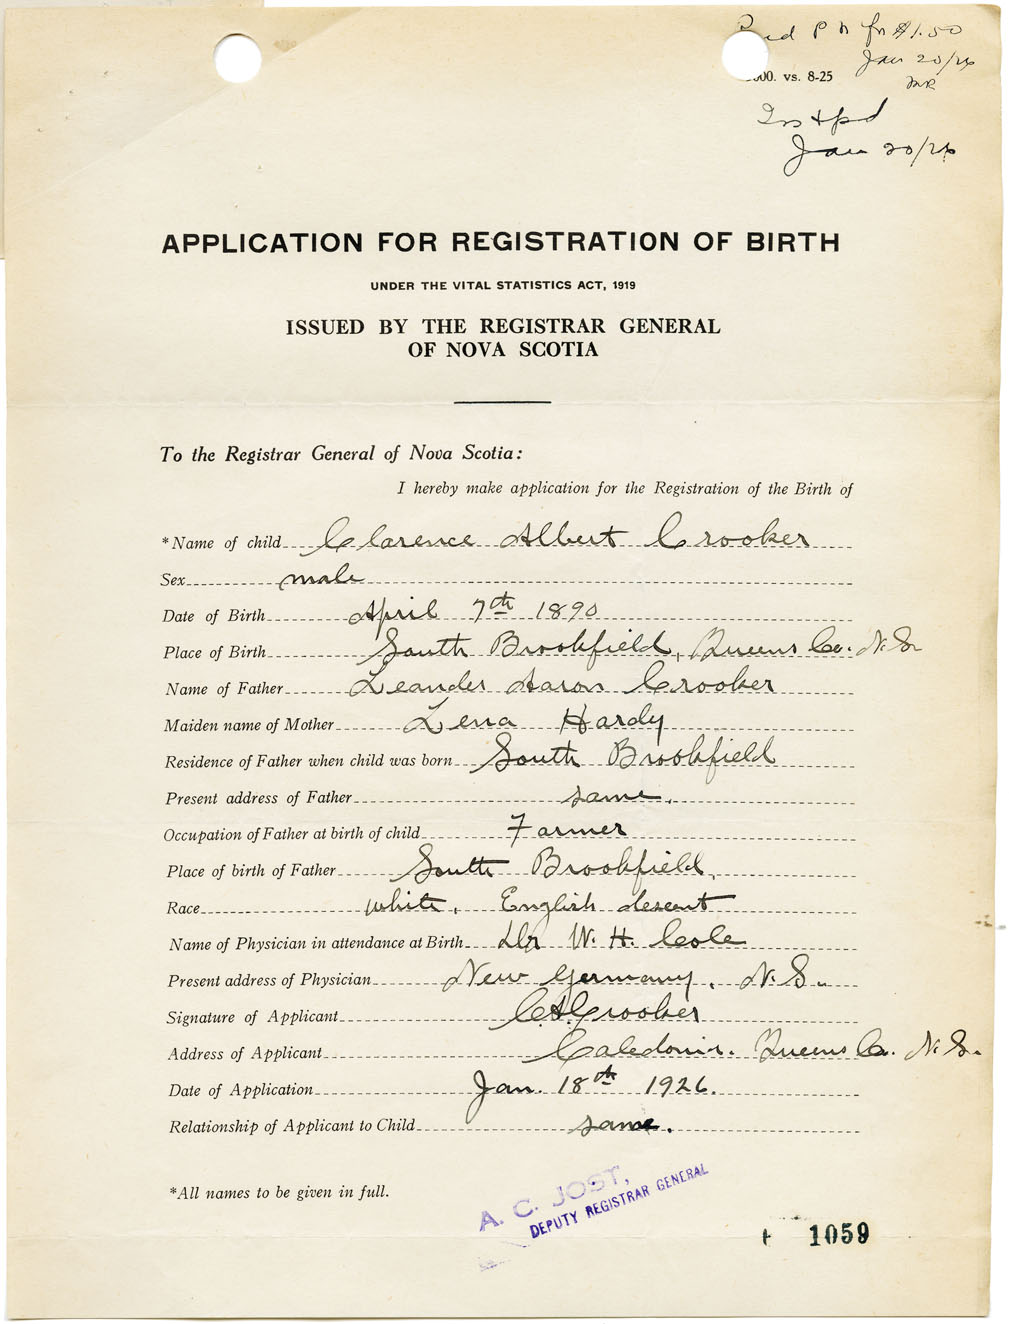 P N for $1.50
Jan 20/26
000. vs. 8-25
MR
Jan 20/26
APPLICATION FOR REGISTRATION OF BIRTH
UNDER THE VITAL STATISTICS ACT, 1919
ISSUED BY THE REGISTRAR GENERAL
OF NOVA SCOTIA
To the Registrar General of Nova Scotia:
I hereby make application for the Registration of the Birth of
*Name of child Clarence Albert Crooker
Sex male
Date of Birth April 7th 1890
Place of Birth South Brookfield, Queens Co. N.S.
Name of Father Leander Aaron Crooker
Maiden name of Mother Lena Hardy
Residence of Father when child was born South Brookfield
Present address of Father same.
Occupation of Father at birth of child Farmer
Place of birth of Father South Brookfield,
Race white. English descent
Name of Physician in attendance at Birth Dr W. H. Cole
Present address of Physician New Germany, N.S.
Signature of Applicant C.A. Crooker
Address of Applicant Caledonia. Queens Co. N.S.
Date of Application Jan. 18th 1926.
Relationship of Applicant to Child same.
*All names to be given in full.
A. C. JOST,
DEPUTY REGISTRAR GENERAL
1059